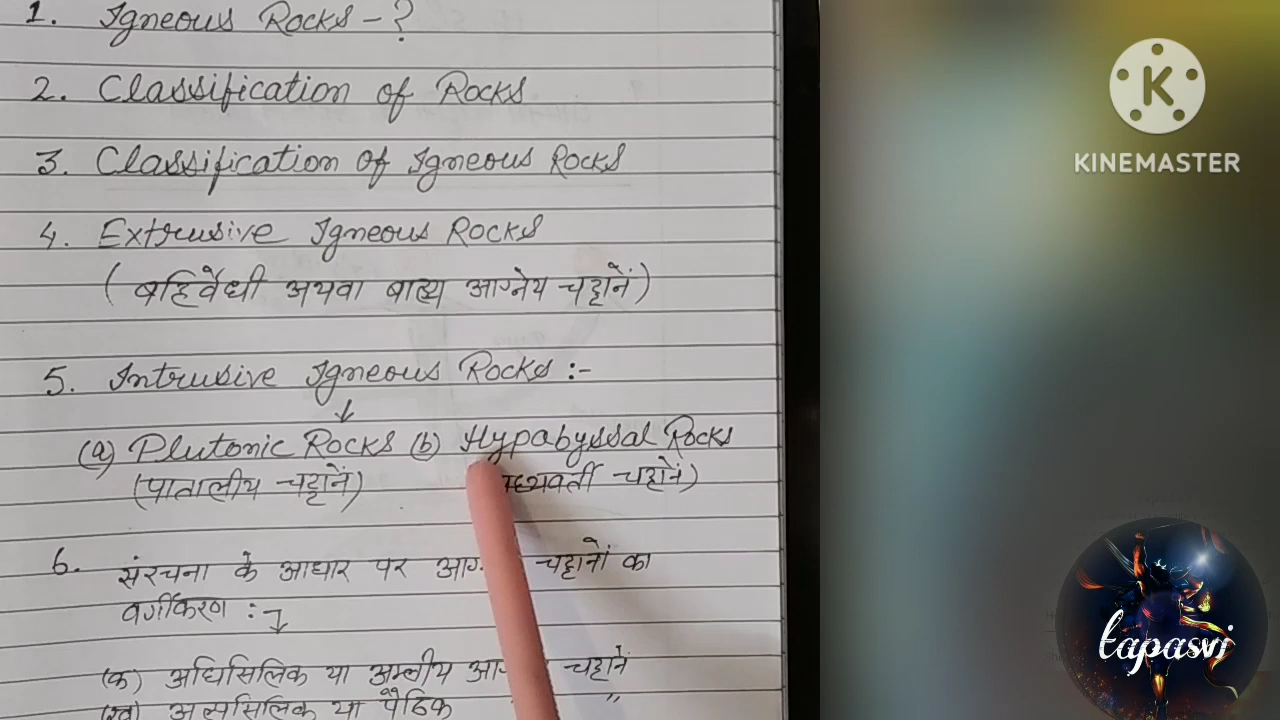 1. Igneous Rocks - ?
2. Classification of Rocks
3. Classification of Igneous Rocks
4. Extrusive Igneous Rocks
( बहिर्वेधी अथवा बाह्य आग्नेय चट्टानें )
5. Intrusive Igneous Rocks :-
(a) Plutonic Rocks (b) Hypabyssal Rocks
(पातालीय चट्टानें) चट्टानें)
6. संरचना के आधार पर चट्टानों का
वर्गीकरण :-
(क) अधिसिलिक या अम्लीय चट्टानें
(ख) अल्पसिलिक या पैठिक "
K
KINEMASTER
tapasvi